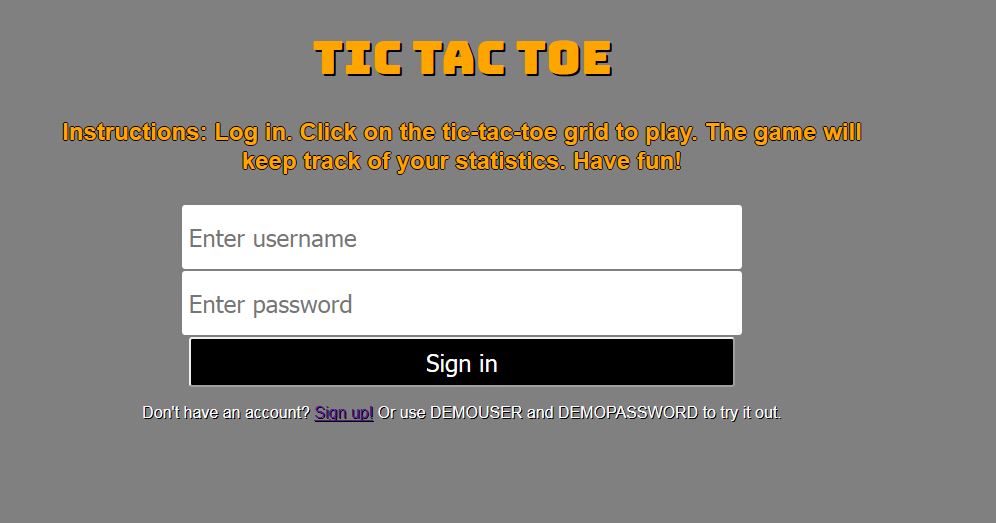 TIC TAC TOE
Instructions: Log in. Click on the tic-tac-toe grid to play. The game will
keep track of your statistics. Have fun!
Enter username
Enter password
Sign in
Don't have an account? Sign up! Or use DEMOUSER and DEMOPASSWORD to try it out.